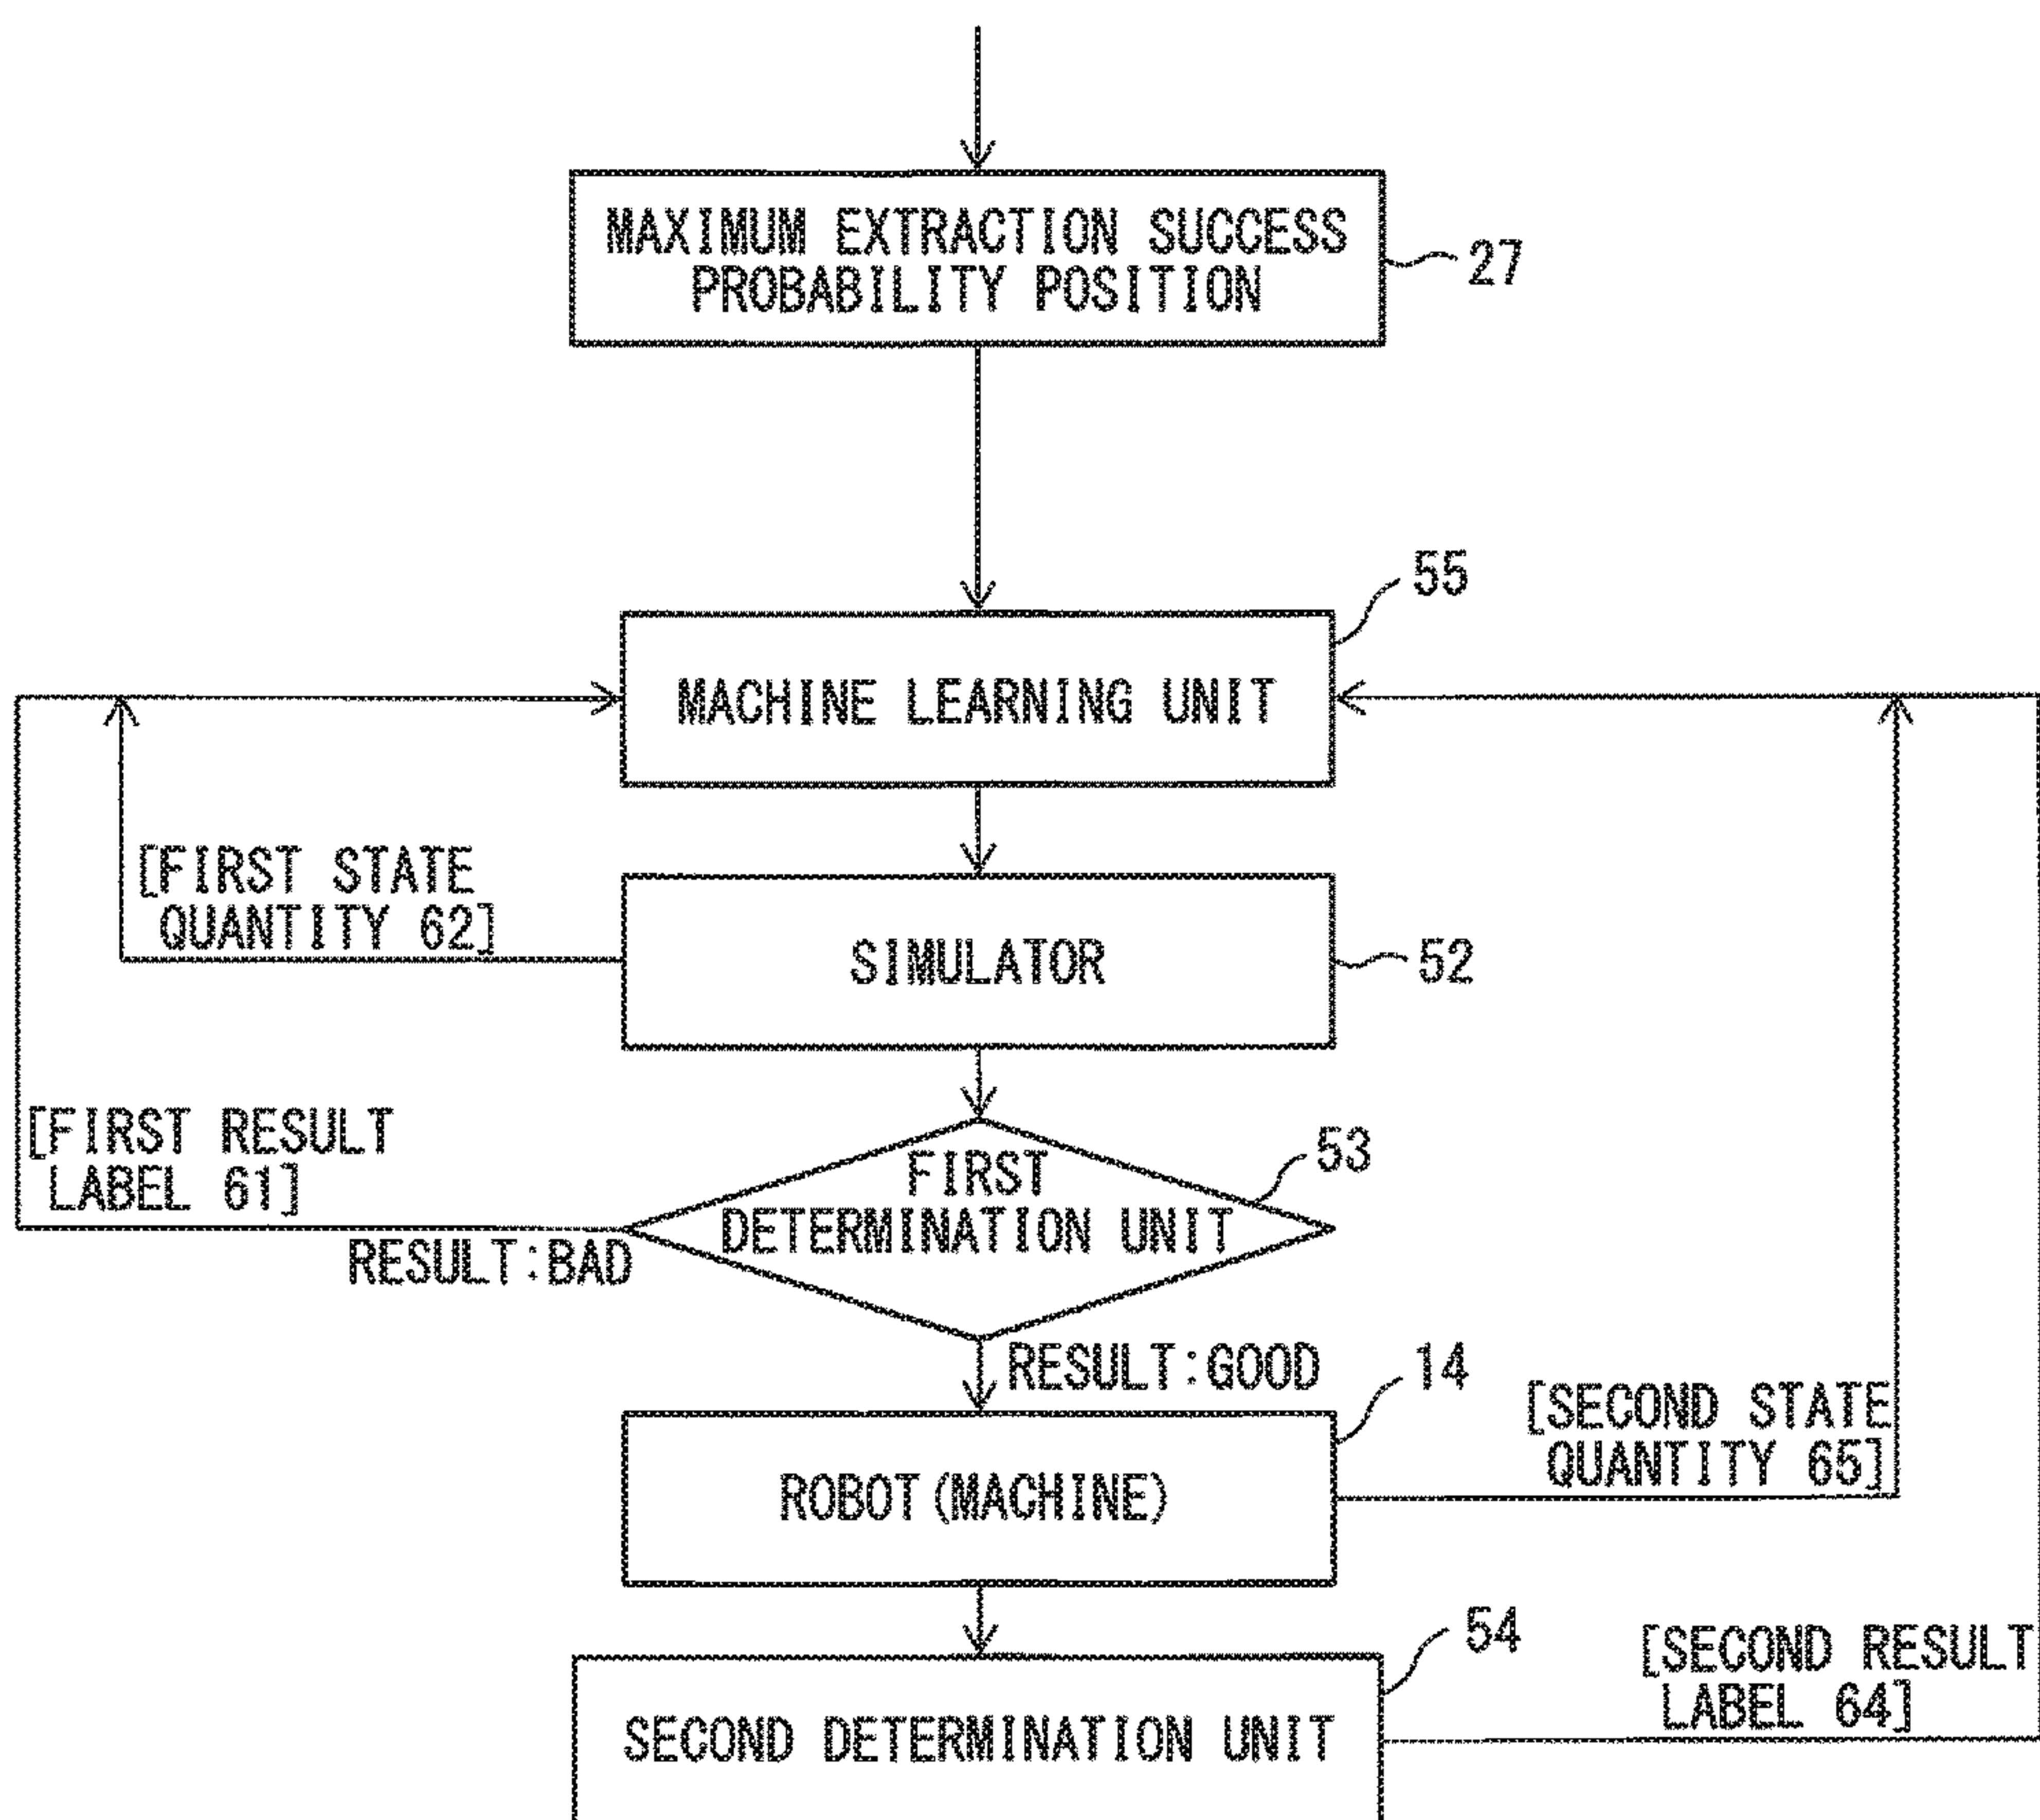 MAXIMUM EXTRACTION SUCCESS
PROBABILITY POSITION
27
55
MACHINE LEARNING UNIT
[FIRST STATE
QUANTITY 62]
SIMULATOR
52
[FIRST RESULT
LABEL 61]
53
FIRST
DETERMINATION UNIT
RESULT:BAD
RESULT:GOOD
14
[SECOND STATE
QUANTITY 65]
ROBOT(MACHINE)
54
[SECOND RESULT
LABEL 64]
SECOND DETERMINATION UNIT